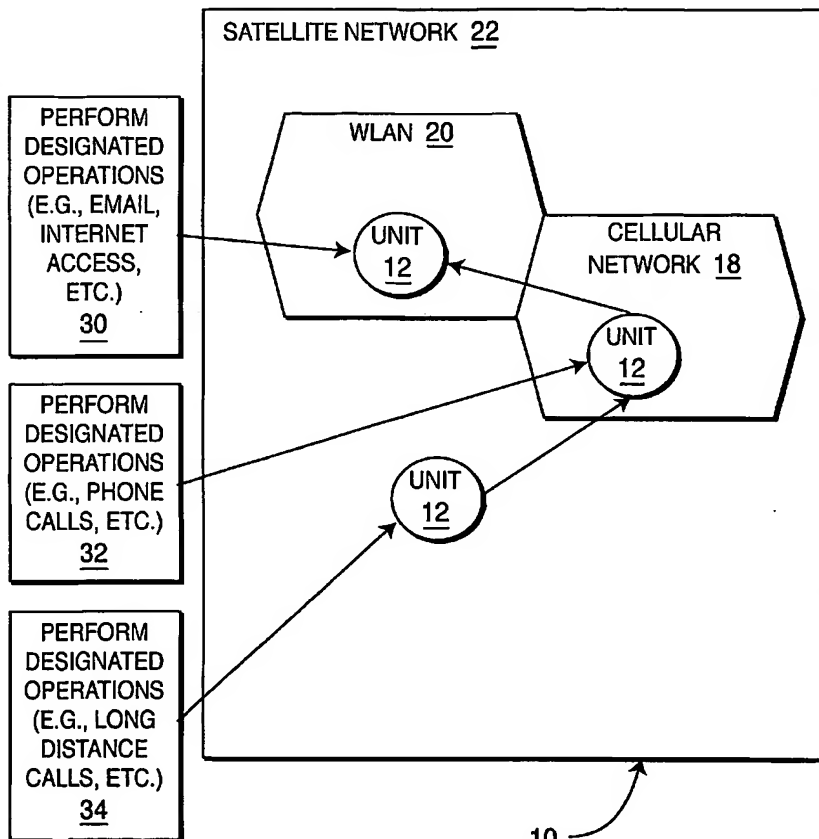 SATELLITE NETWORK 22
PERFORM
DESIGNATED
OPERATIONS
(E.G., EMAIL,
INTERNET
ACCESS,
ETC.)
30
WLAN 20
UNIT
12
CELLULAR
NETWORK 18
UNIT
12
PERFORM
DESIGNATED
OPERATIONS
(E.G., PHONE
CALLS, ETC.)
32
UNIT
12
PERFORM
DESIGNATED
OPERATIONS
(E.G., LONG
DISTANCE
CALLS, ETC.)
34
10